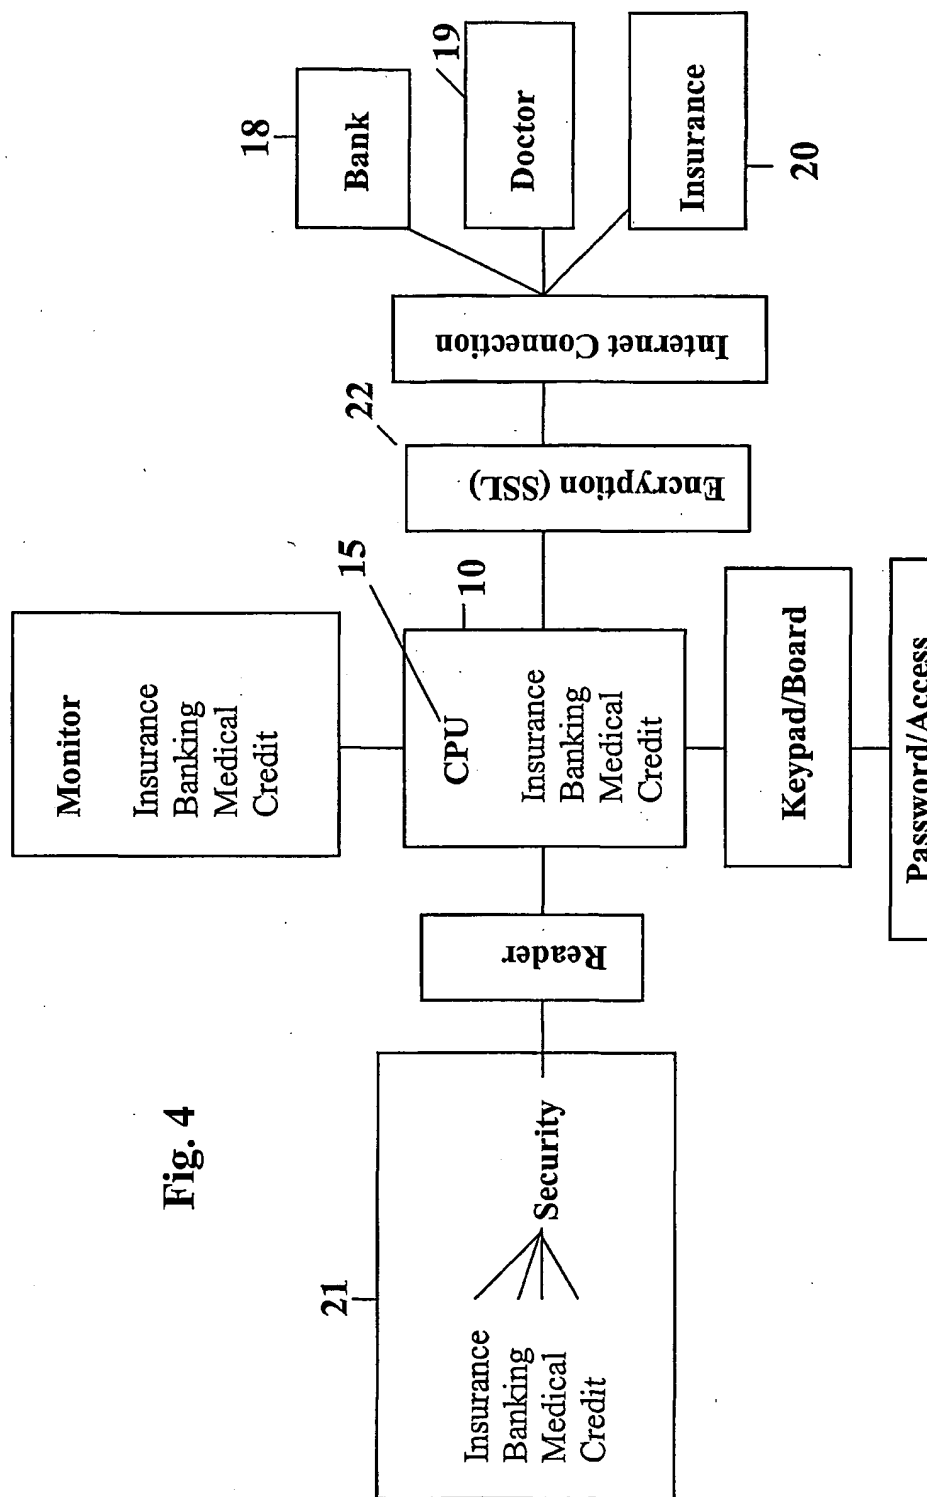 Fig. 4
21
Insurance
Banking
Medical
Credit
Security
Reader
Monitor
Insurance
Banking
Medical
Credit
15
10
CPU
Insurance
Banking
Medical
Credit
Keypad/Board
Password/Access
22
Encryption (SSL)
Internet Connection
18
Bank
19
Doctor
Insurance
20